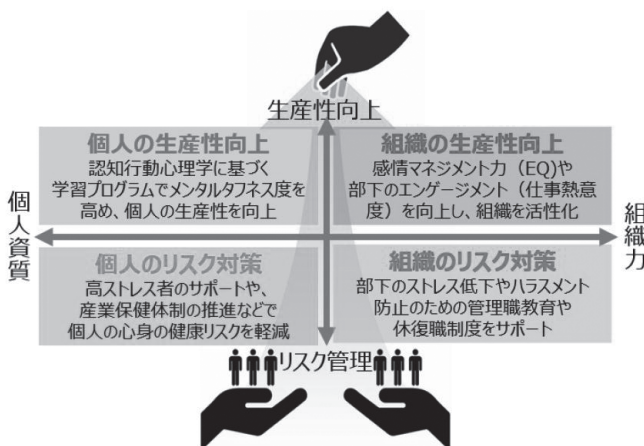 生産性向上
個人の生産性向上
認知行動心理学に基づく
学習プログラムでメンタルタフネス度を
高め、個人の生産性を向上
組織の生産性向上
感情マネジメント力（EQ)や
部下のエンゲージメント（仕事熱意
度）を向上し、組織を活性化
個人資質
組織力
個人のリスク対策
高ストレス者のサポートや、
産業保健体制の推進などで
個人の心身の健康リスクを軽減
組織のリスク対策
部下のストレス低下やハラスメント
防止のための管理職教育や
休復職制度をサポート
リスク管理